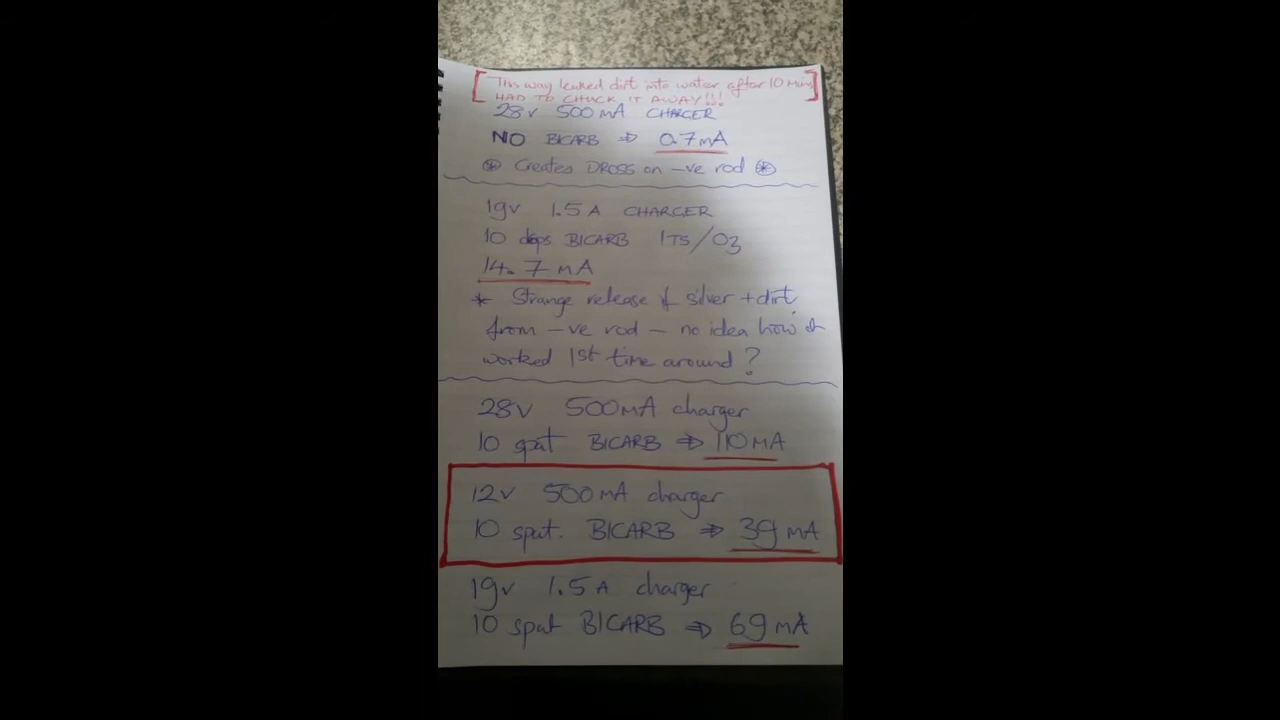 [This way leaked dirt into water after 10 mins]
HAD TO CHUCK IT AWAY!!!
28v 500mA CHARGER
NO BICARB ⇒ 0.7mA
⊛ Creates DROSS on -ve rod ⊛
19v 1.5A CHARGER
10 drops BICARB 1TS/O3
14.7mA
* Strange release of silver + dirt
from -ve rod - no idea how it
worked 1st time around?
28v 500mA charger
10 spat BICARB ⇒ 110mA
12v 500mA charger
10 spat. BICARB ⇒ 39mA
19v 1.5A charger
10 spat BICARB ⇒ 69mA